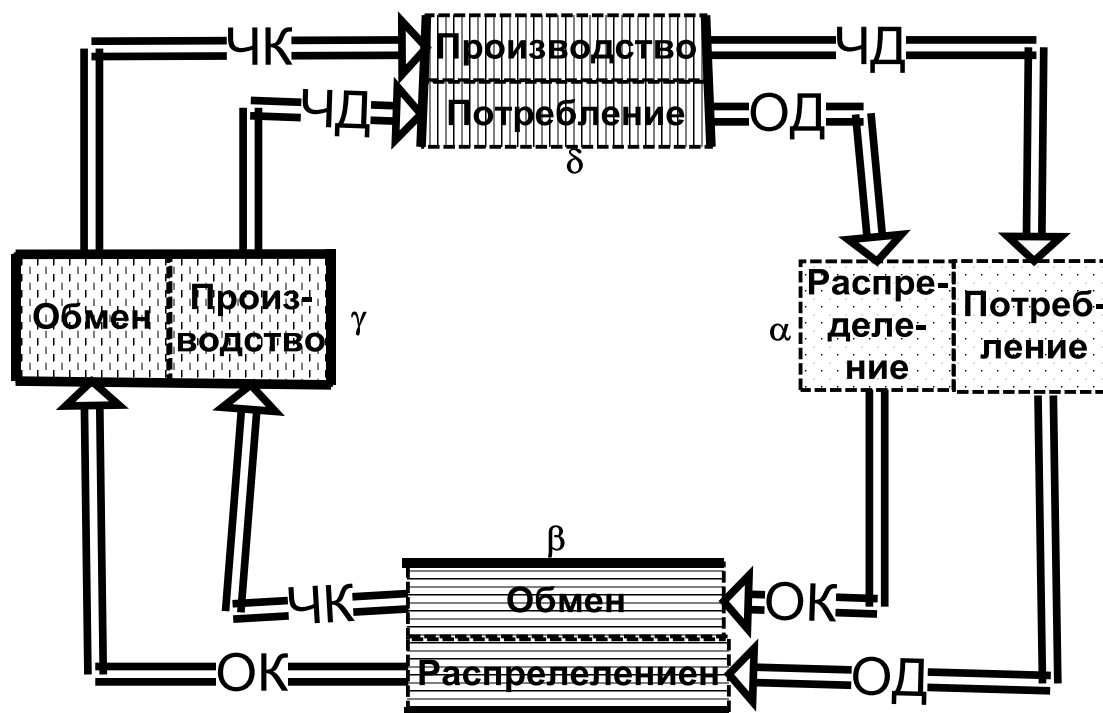 ЧК
Производство
ЧД
ЧД
Потребление
ОД
δ
Обмен
Произ-
водство
γ
α
Распре-
деле-
ние
Потреб-
ление
β
ЧК
Обмен
ОК
ОК
Распрелелениен
ОД